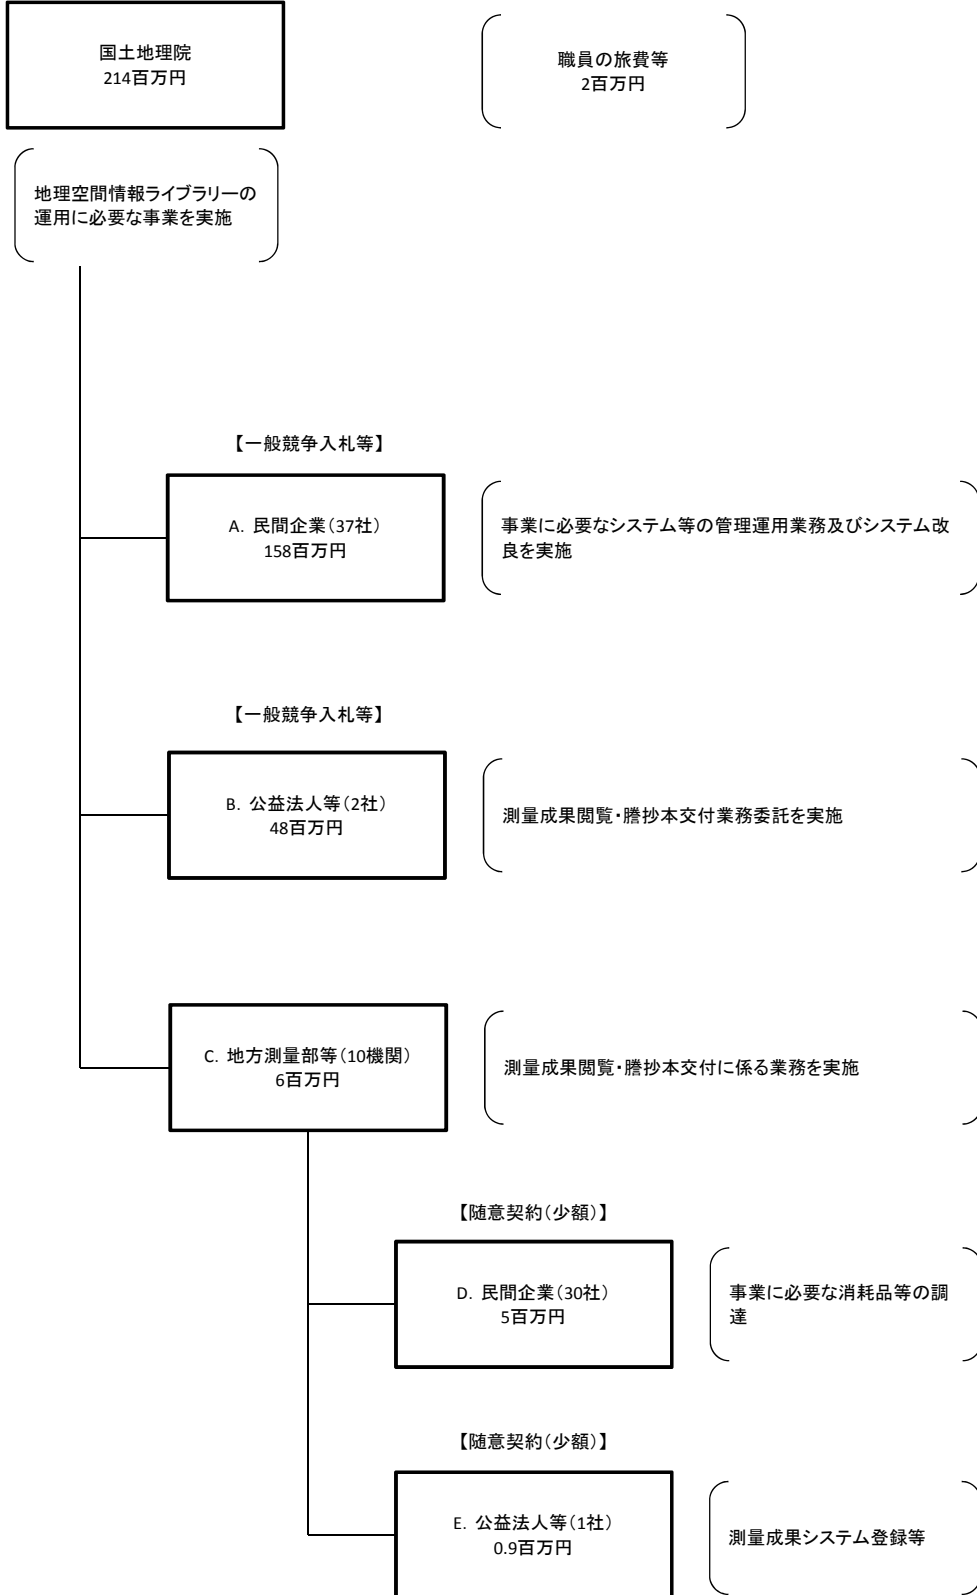 国土地理院
214百万円
職員の旅費等
2百万円
地理空間情報ライブラリーの
運用に必要な事業を実施
【一般競争入札等】
A. 民間企業(37社)
158百万円
事業に必要なシステム等の管理運用業務及びシステム改
良を実施
【一般競争入札等】
B. 公益法人等(2社)
48百万円
測量成果閲覧・謄抄本交付業務委託を実施
C. 地方測量部等(10機関)
6百万円
測量成果閲覧・謄抄本交付に係る業務を実施
【随意契約(少額)】
D. 民間企業(30社)
5百万円
事業に必要な消耗品等の調
達
【随意契約(少額)】
E. 公益法人等(1社)
0.9百万円
測量成果システム登録等